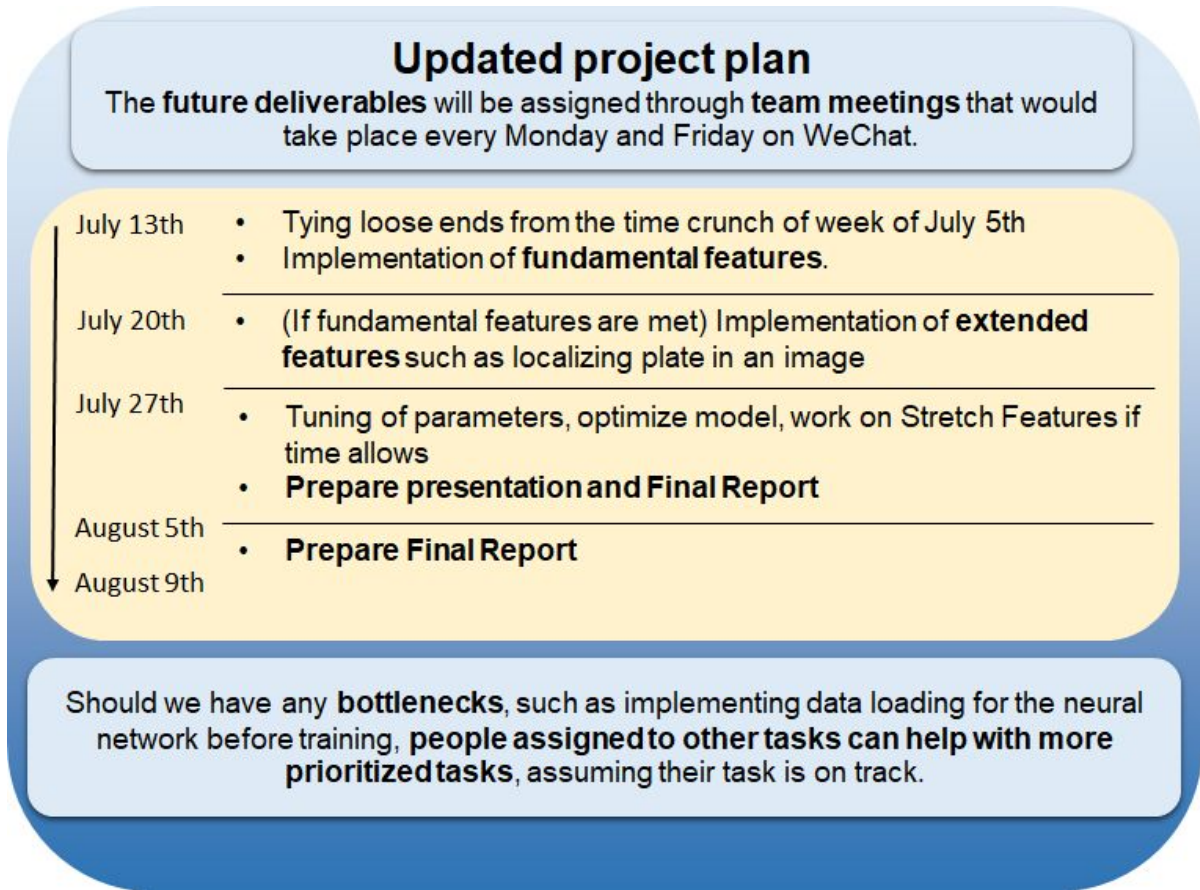 Updated project plan
The future deliverables will be assigned through team meetings that would
take place every Monday and Friday on WeChat.
July 13th
• Tying loose ends from the time crunch of week of July 5th
• Implementation of fundamental features.
July 20th
• (If fundamental features are met) Implementation of extended
features such as localizing plate in an image
July 27th
• Tuning of parameters, optimize model, work on Stretch Features if
time allows
• Prepare presentation and Final Report
August 5th
• Prepare Final Report
August 9th
Should we have any bottlenecks, such as implementing data loading for the neural
network before training, people assigned to other tasks can help with more
prioritized tasks, assuming their task is on track.